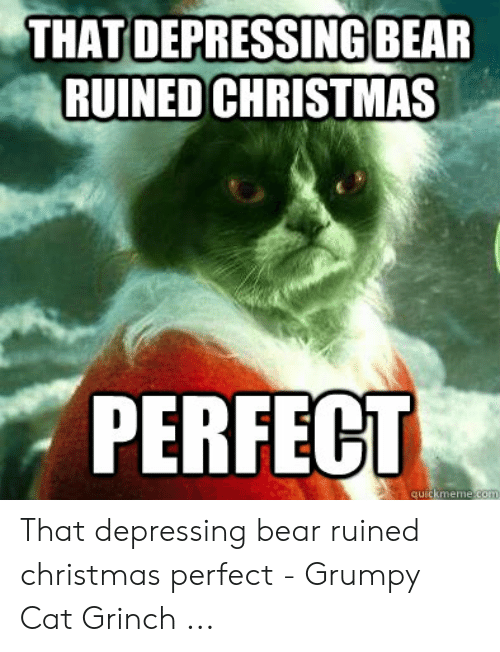 THAT DEPRESSING BEAR
RUINED CHRISTMAS
PERFECT
quickmeme.com
That depressing bear ruined
christmas perfect - Grumpy
Cat Grinch ...